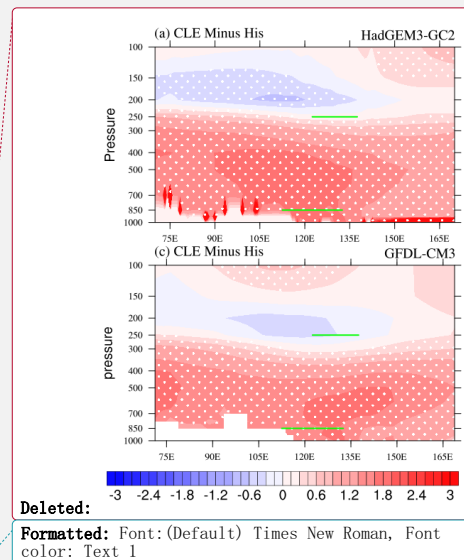 (a) CLE Minus His HadGEM3-GC2
100
150
200
250
300
400
500
700
850
1000
Pressure
75E 90E 105E 120E 135E 150E 165E
(c) CLE Minus His GFDL-CM3
100
150
200
250
300
400
500
700
850
1000
pressure
75E 90E 105E 120E 135E 150E 165E
-3 -2.4 -1.8 -1.2 -0.6 0 0.6 1.2 1.8 2.4 3
Deleted:
Formatted: Font:(Default) Times New Roman, Font
color: Text 1